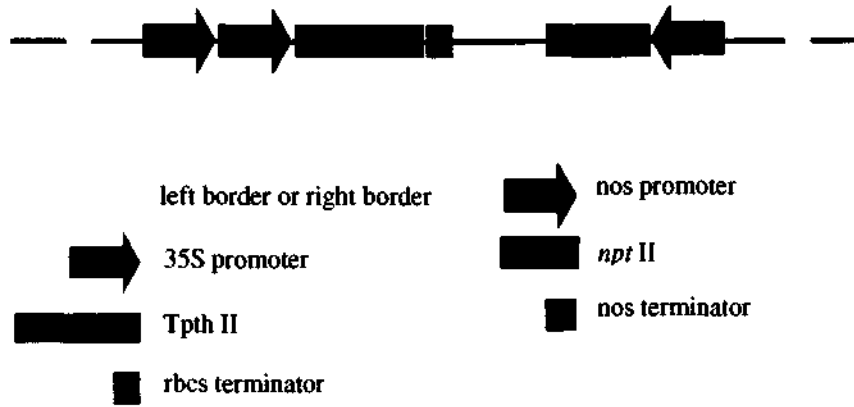 left border or right border
35S promoter
Tpth II
rbcs terminator
nos promoter
npt II
nos terminator